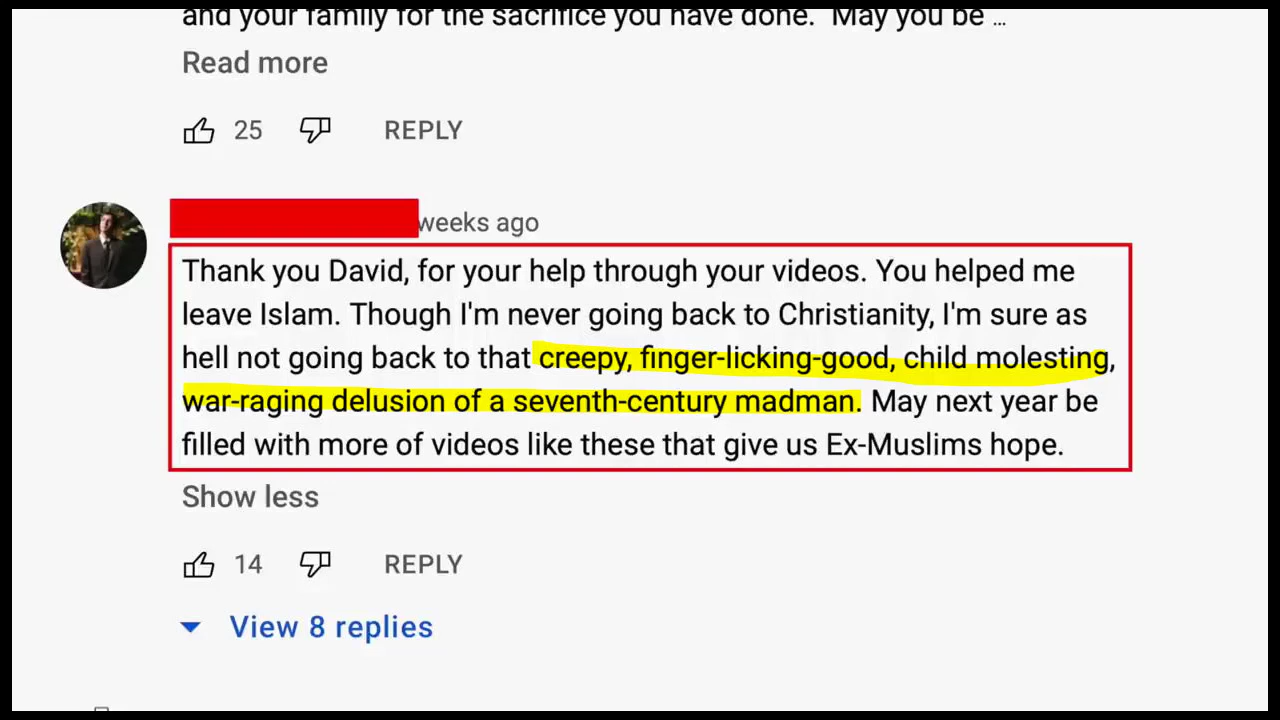 and your family for the sacrifice you have done.  May you be ...
Read more
25 REPLY
weeks ago
Thank you David, for your help through your videos. You helped me
leave Islam. Though I'm never going back to Christianity, I'm sure as
hell not going back to that creepy, finger-licking-good, child molesting,
war-raging delusion of a seventh-century madman. May next year be
filled with more of videos like these that give us Ex-Muslims hope.
Show less
14 REPLY
View 8 replies